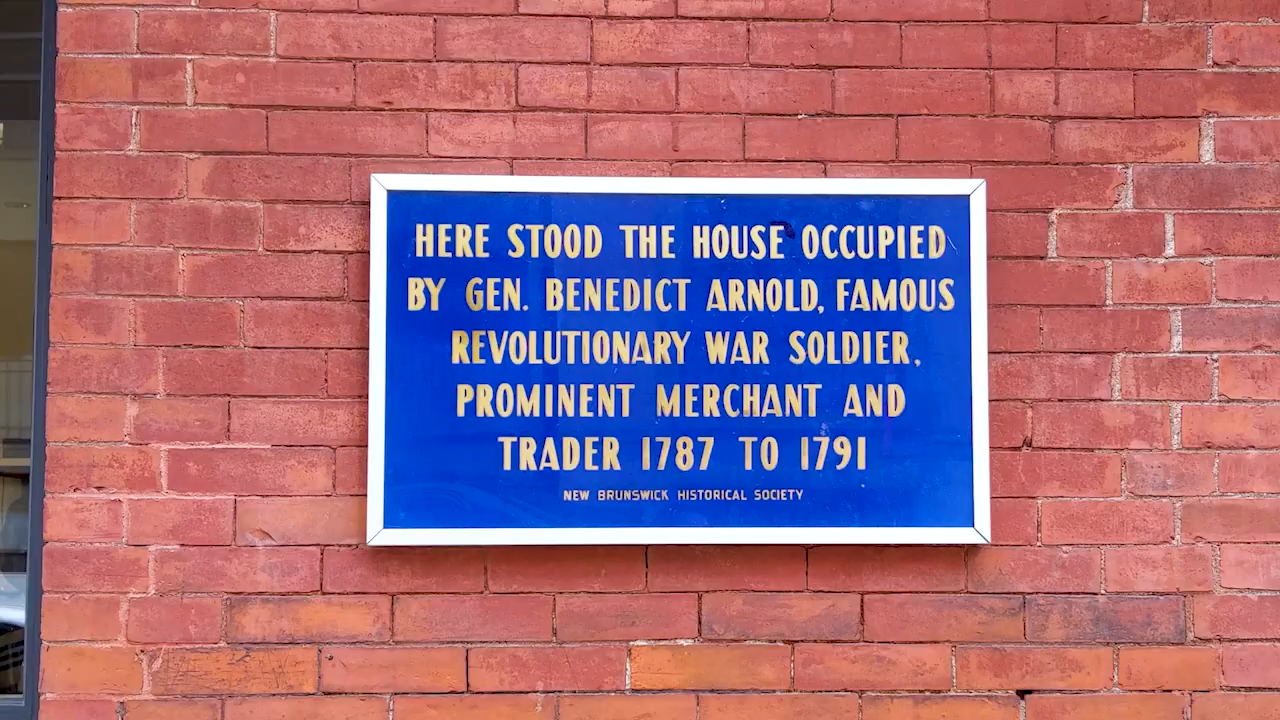 HERE STOOD THE HOUSE OCCUPIED
BY GEN. BENEDICT ARNOLD, FAMOUS
REVOLUTIONARY WAR SOLDIER,
PROMINENT MERCHANT AND
TRADER 1787 TO 1791
NEW BRUNSWICK HISTORICAL SOCIETY